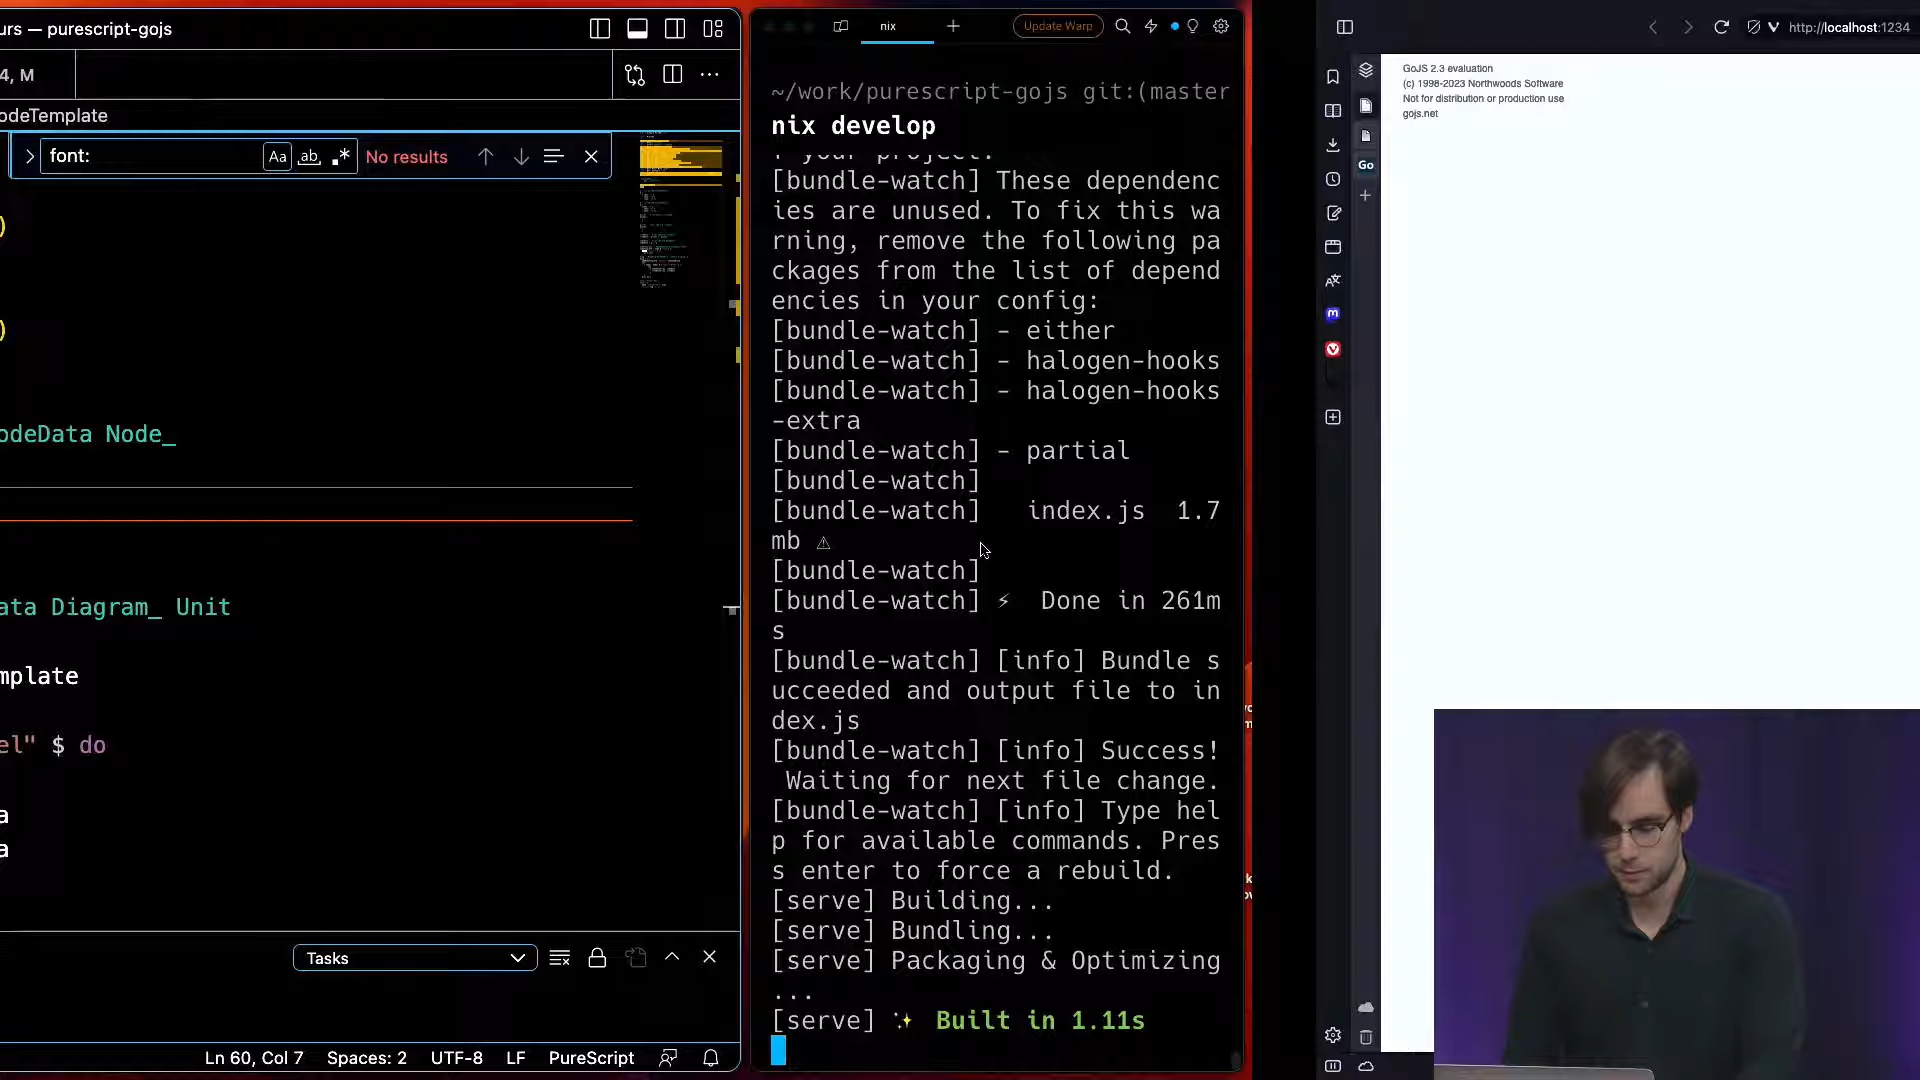 urs — purescript-gojs
4, M
odeTemplate
font:
Aa
ab
.*
No results
)
)
odeData Node_
ata Diagram_ Unit
mplate
el" $ do
a
a
Tasks
Ln 60, Col 7
Spaces: 2
UTF-8
LF
PureScript
nix
Update Warp
~/work/purescript-gojs git:(master
nix develop
f your project.
[bundle-watch] These dependenc
ies are unused. To fix this wa
rning, remove the following pa
ckages from the list of depend
encies in your config:
[bundle-watch] - either
[bundle-watch] - halogen-hooks
[bundle-watch] - halogen-hooks
-extra
[bundle-watch] - partial
[bundle-watch]
[bundle-watch]   index.js  1.7
mb ⚠
[bundle-watch]
[bundle-watch] ⚡ Done in 261m
s
[bundle-watch] [info] Bundle s
ucceeded and output file to in
dex.js
[bundle-watch] [info] Success!
Waiting for next file change.
[bundle-watch] [info] Type hel
p for available commands. Pres
s enter to force a rebuild.
[serve] Building...
[serve] Bundling...
[serve] Packaging & Optimizing
...
[serve] ✨ Built in 1.11s
http://localhost:1234
GoJS 2.3 evaluation
(c) 1998-2023 Northwoods Software
Not for distribution or production use
gojs.net
Go